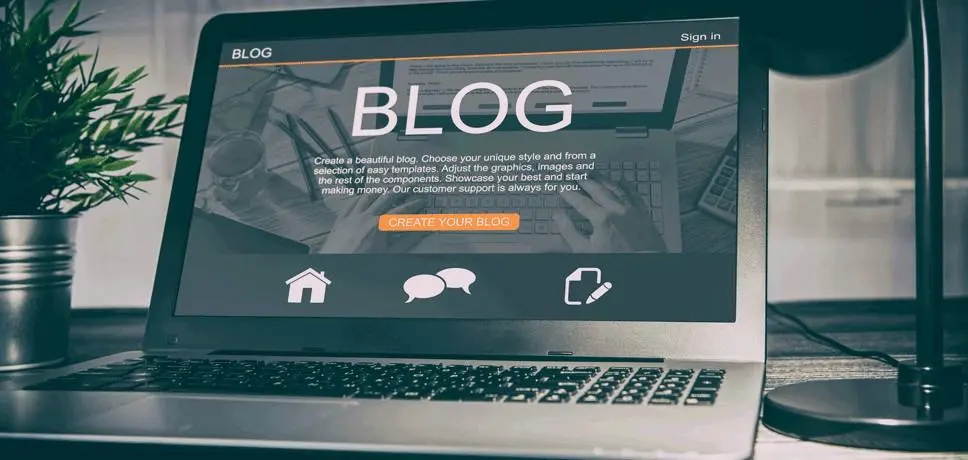 BLOG
Sign in
BLOG
Create a beautiful blog. Choose your unique style and from a
selection of easy templates. Adjust the graphics, images and
the rest of the components. Showcase your best and start
making money. Our customer support is always for you.
CREATE YOUR BLOG